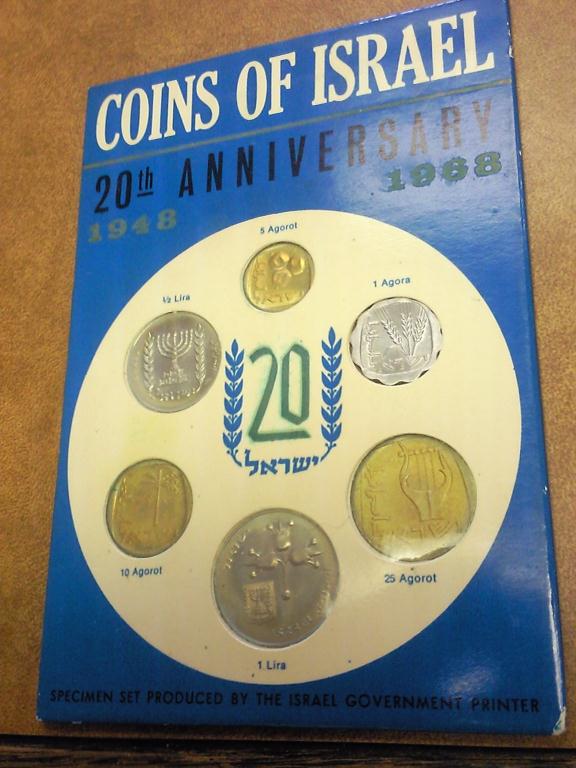 COINS OF ISRAEL
20th ANNIVERSARY
1948 1968
5 Agorot
½ Lira
1 Agora
20
ישראל
10 Agorot
25 Agorot
1 Lira
SPECIMEN SET PRODUCED BY THE ISRAEL GOVERNMENT PRINTER